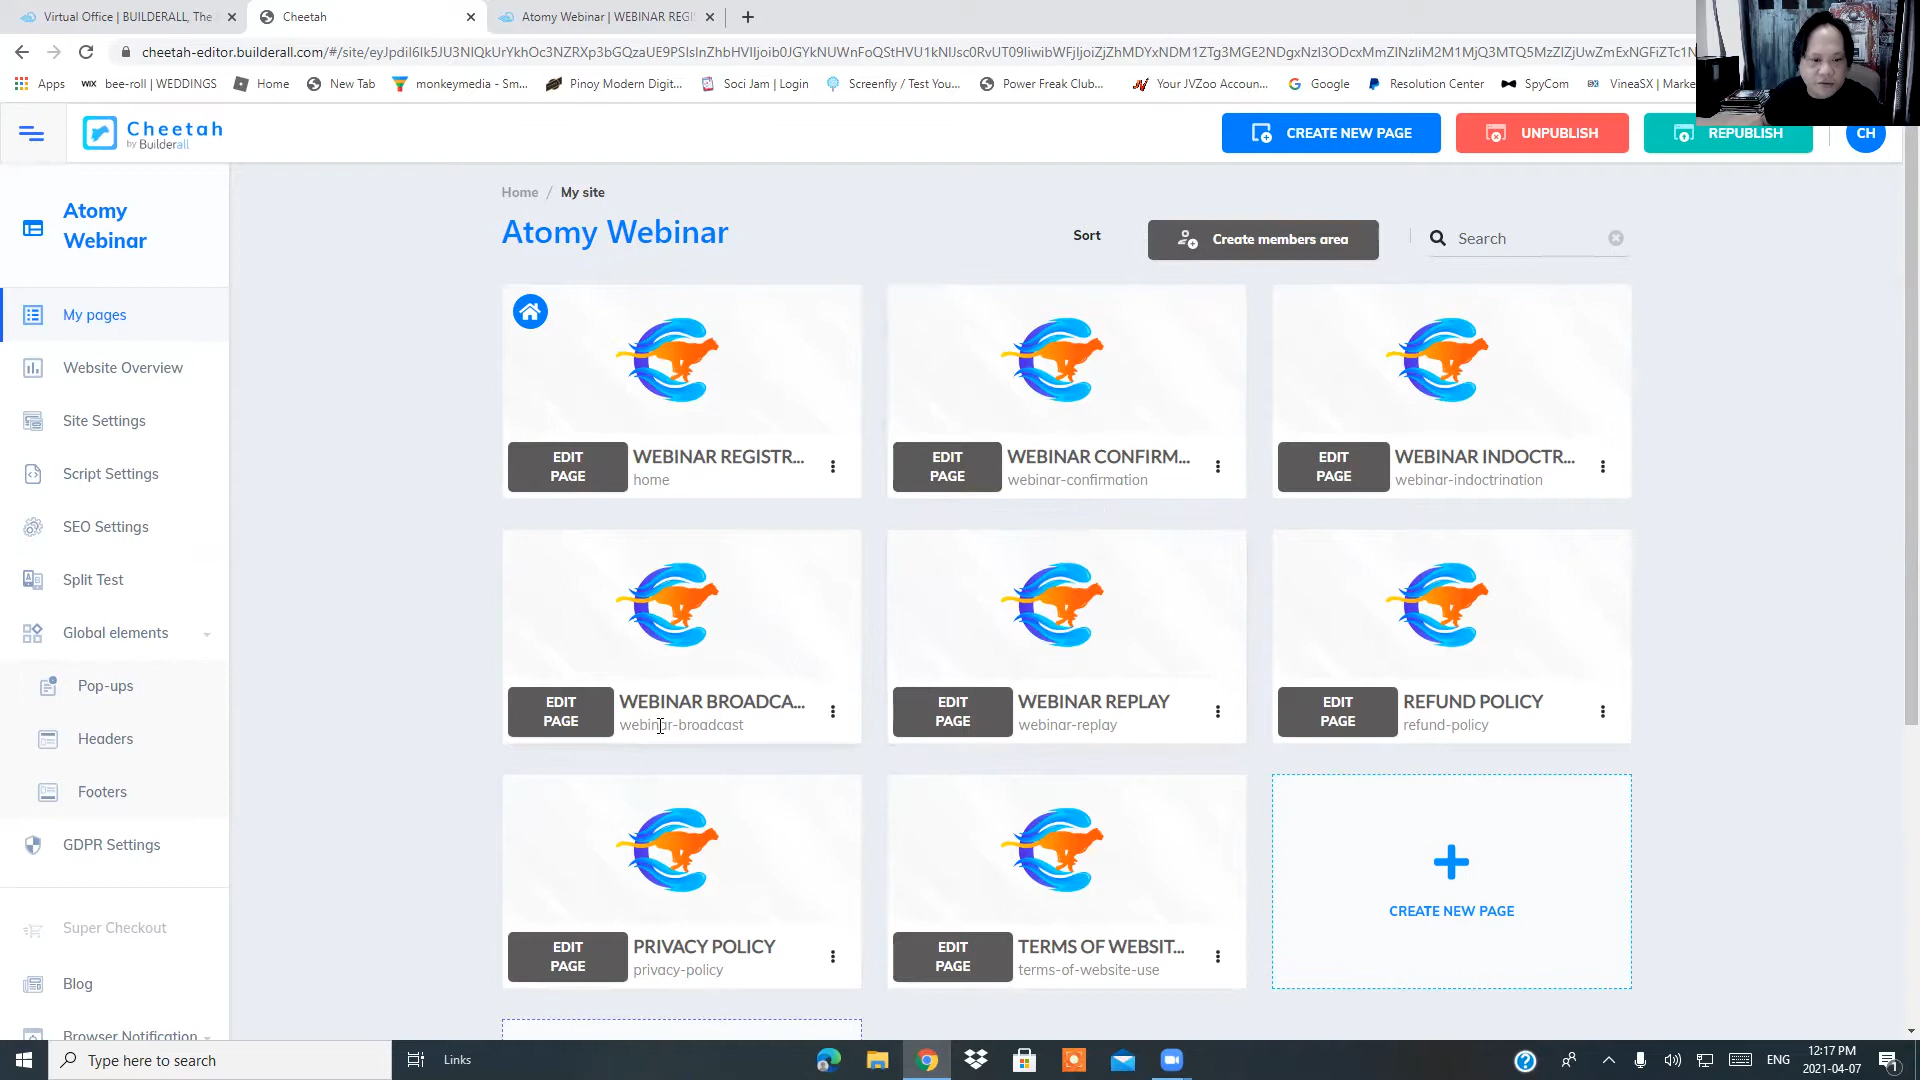 Virtual Office | BUILDERALL, The
Cheetah
Atomy Webinar | WEBINAR REGIS
cheetah-editor.builderall.com/#/site/
Apps
WIX bee-roll | WEDDINGS
Home
New Tab
monkeymedia - Sm...
Pinoy Modern Digit...
Soci Jam | Login
Screenfly / Test You...
Power Freak Club...
Your JVZoo Accoun...
Google
Resolution Center
SpyCom
VineaSX | Marke
Cheetah
by Builderall
CREATE NEW PAGE
UNPUBLISH
REPUBLISH
CH
Atomy
Webinar
My pages
Website Overview
Site Settings
Script Settings
SEO Settings
Split Test
Global elements
Pop-ups
Headers
Footers
GDPR Settings
Super Checkout
Blog
Browser Notification
Home / My site
Atomy Webinar
Sort
Create members area
Search
EDIT
PAGE
WEBINAR REGISTR...
home
EDIT
PAGE
WEBINAR CONFIRM...
webinar-confirmation
EDIT
PAGE
WEBINAR INDOCTR...
webinar-indoctrination
EDIT
PAGE
WEBINAR BROADCA...
webinar-broadcast
EDIT
PAGE
WEBINAR REPLAY
webinar-replay
EDIT
PAGE
REFUND POLICY
refund-policy
EDIT
PAGE
PRIVACY POLICY
privacy-policy
EDIT
PAGE
TERMS OF WEBSIT...
terms-of-website-use
CREATE NEW PAGE
Type here to search
Links
ENG
12:17 PM
2021-04-07
1